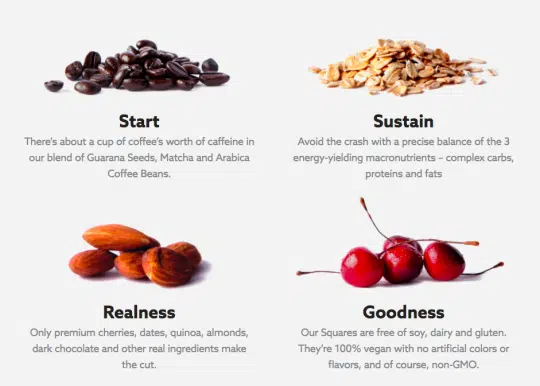 Start
There's about a cup of coffee's worth of caffeine in
our blend of Guarana Seeds, Matcha and Arabica
Coffee Beans.
Sustain
Avoid the crash with a precise balance of the 3
energy-yielding macronutrients – complex carbs,
proteins and fats
Realness
Only premium cherries, dates, quinoa, almonds,
dark chocolate and other real ingredients make
the cut.
Goodness
Our Squares are free of soy, dairy and gluten.
They're 100% vegan with no artificial colors or
flavors, and of course, non-GMO.